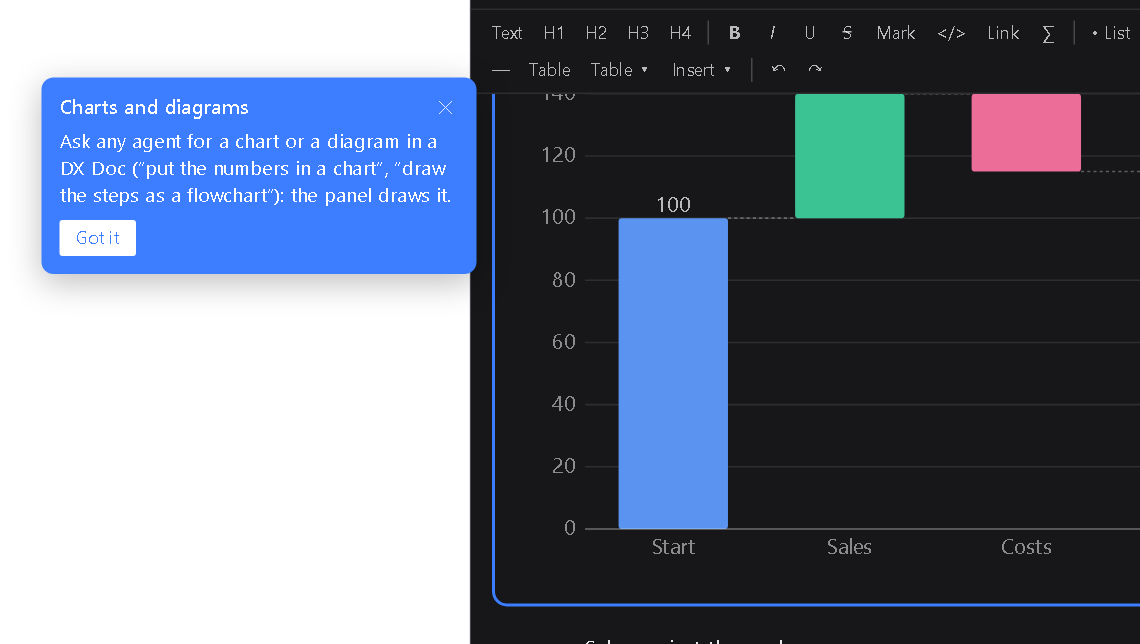 Text H1 H2 H3 H4 B I U S Mark </> Link ∑ • List
— Table Table ▾ Insert ▾
Charts and diagrams
Ask any agent for a chart or a diagram in a
DX Doc (“put the numbers in a chart”, “draw
the steps as a flowchart”): the panel draws it.
Got it
140
120
100
80
60
40
20
0
100
Start Sales Costs